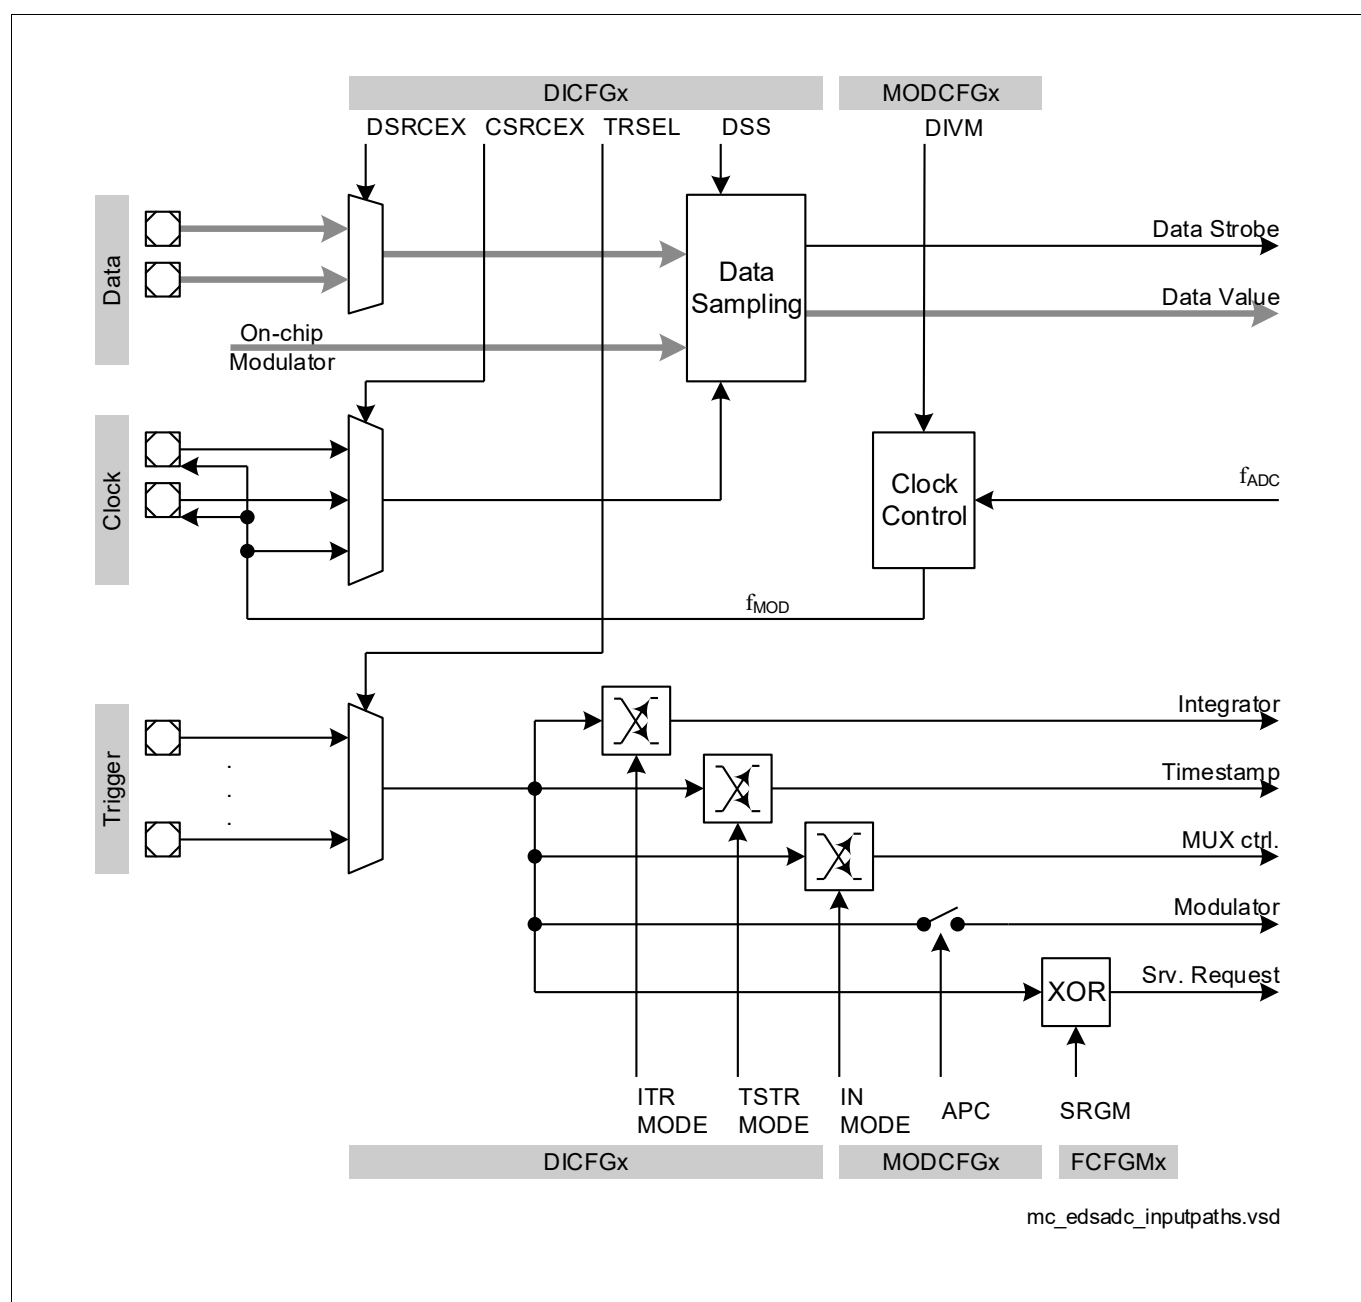 DICFGx
MODCFGx
DSRCEX
CSRCEX
TRSEL
DSS
DIVM
Data
Data Strobe
Data
Sampling
Data Value
On-chip
Modulator
Clock
Clock
Control
fADC
fMOD
Trigger
Integrator
Timestamp
MUX ctrl.
Modulator
Srv. Request
XOR
ITR
MODE
TSTR
MODE
IN
MODE
APC
SRGM
DICFGx
MODCFGx
FCFGMx
mc_edsadc_inputpaths.vsd